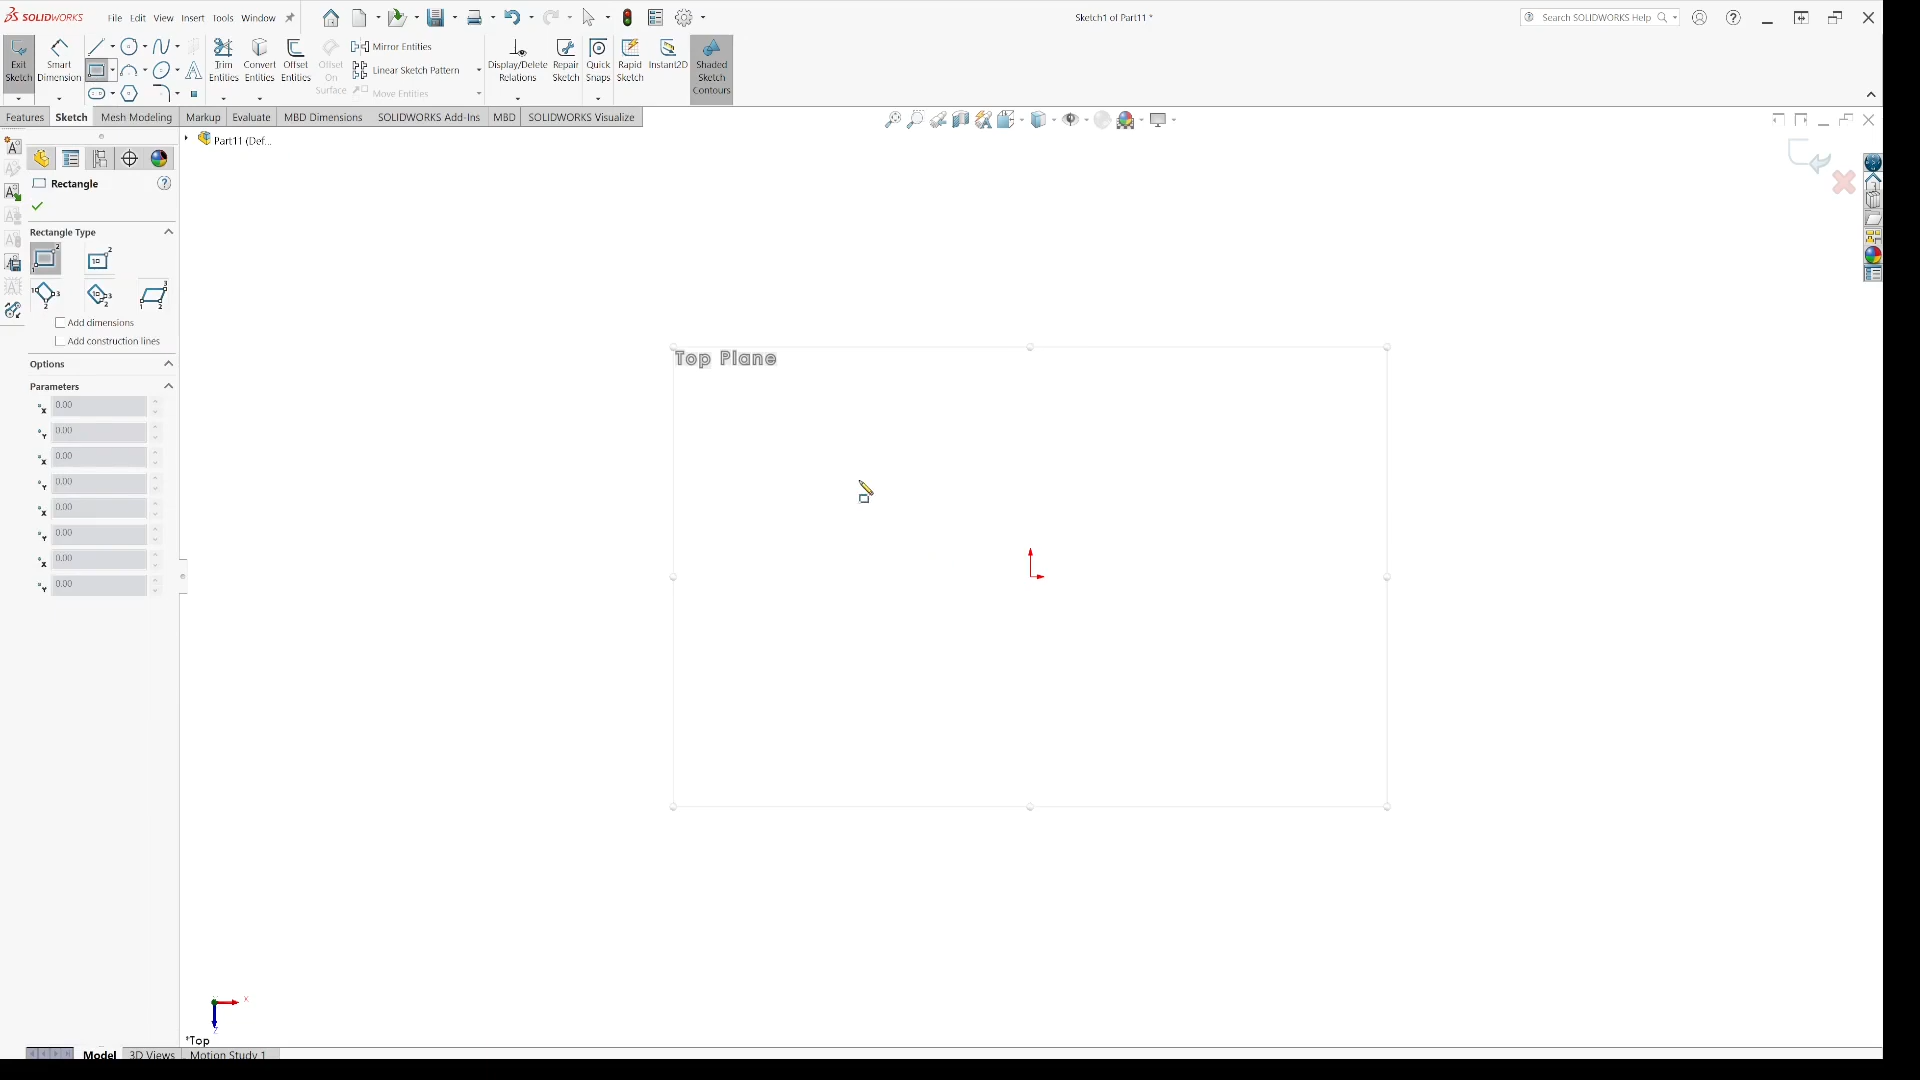 SOLIDWORKS File Edit View Insert Tools Window Sketch1 of Part11 * Search SOLIDWORKS Help
Exit Sketch
Smart Dimension
Trim Entities
Convert Entities
Offset Entities
Offset On Surface
Mirror Entities
Linear Sketch Pattern
Move Entities
Display/Delete Relations
Repair Sketch
Quick Snaps
Rapid Sketch
Instant2D
Shaded Sketch Contours
Features Sketch Mesh Modeling Markup Evaluate MBD Dimensions SOLIDWORKS Add-Ins MBD SOLIDWORKS Visualize
Part11 (Def...
Rectangle
Rectangle Type
Add dimensions
Add construction lines
Options
Parameters
X 0.00
Y 0.00
X 0.00
Y 0.00
X 0.00
Y 0.00
X 0.00
Y 0.00
Top Plane
X
Z
*Top
Model 3D Views Motion Study 1